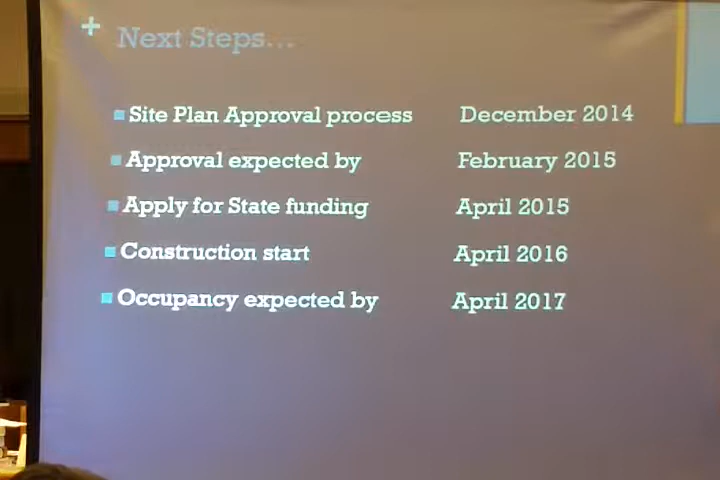 + Next Steps...
Site Plan Approval process December 2014
Approval expected by February 2015
Apply for State funding April 2015
Construction start April 2016
Occupancy expected by April 2017